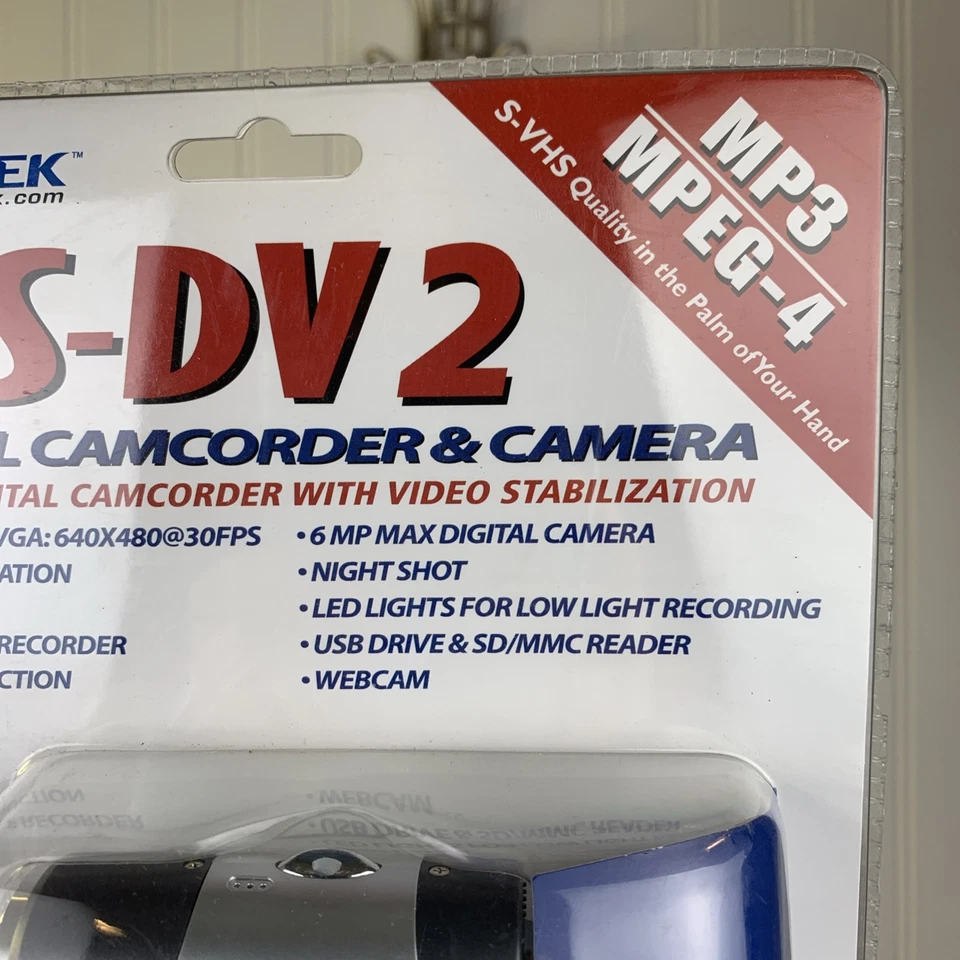 EK™
k.com
S-DV 2
L CAMCORDER & CAMERA
ITAL CAMCORDER WITH VIDEO STABILIZATION
VGA: 640X480@30FPS
ATION
RECORDER
CTION
• 6 MP MAX DIGITAL CAMERA
• NIGHT SHOT
• LED LIGHTS FOR LOW LIGHT RECORDING
• USB DRIVE & SD/MMC READER
• WEBCAM
MP3
MPEG-4
S-VHS Quality in the Palm of Your Hand